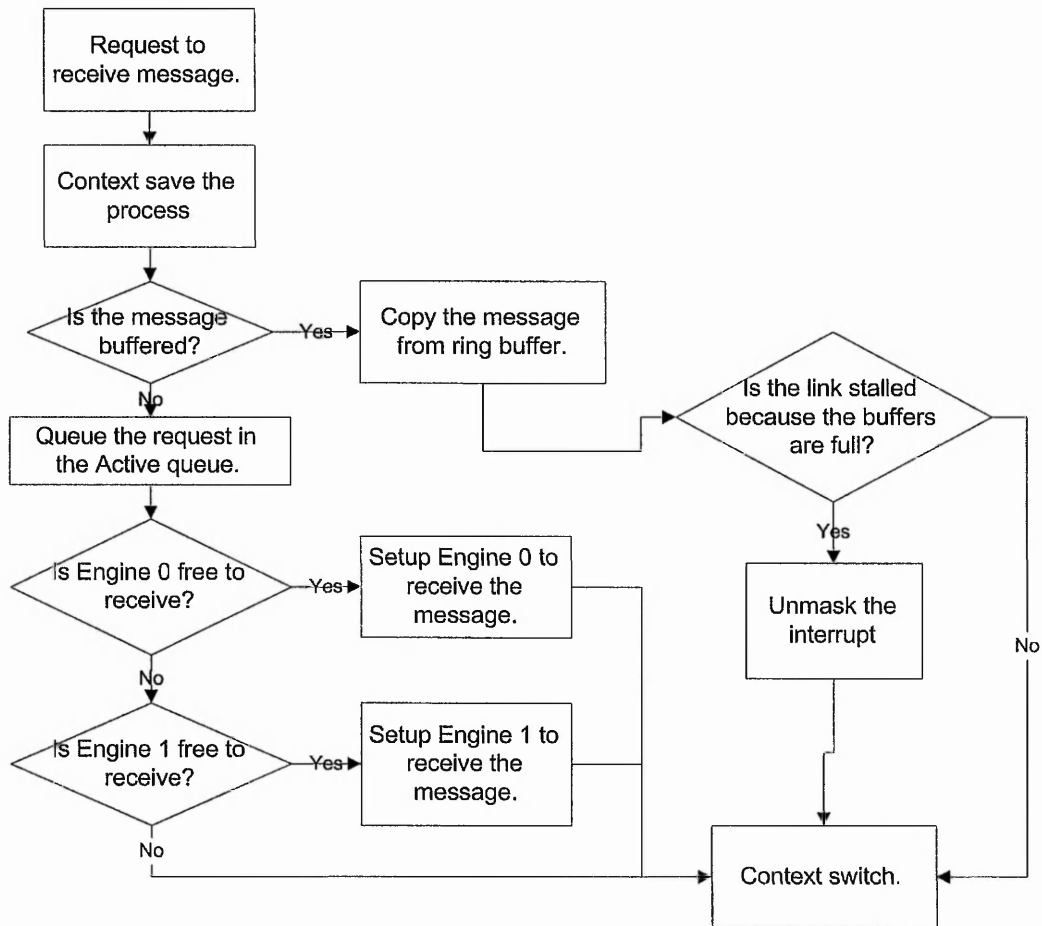 Request to
receive message.
Context save the
process
Is the message
buffered?
Yes
Copy the message
from ring buffer.
No
Is the link stalled
because the buffers
are full?
Queue the request in
the Active queue.
Yes
Is Engine 0 free to
receive?
Yes
Setup Engine 0 to
receive the
message.
Unmask the
interrupt
No
No
Is Engine 1 free to
receive?
Yes
Setup Engine 1 to
receive the
message.
No
Context switch.